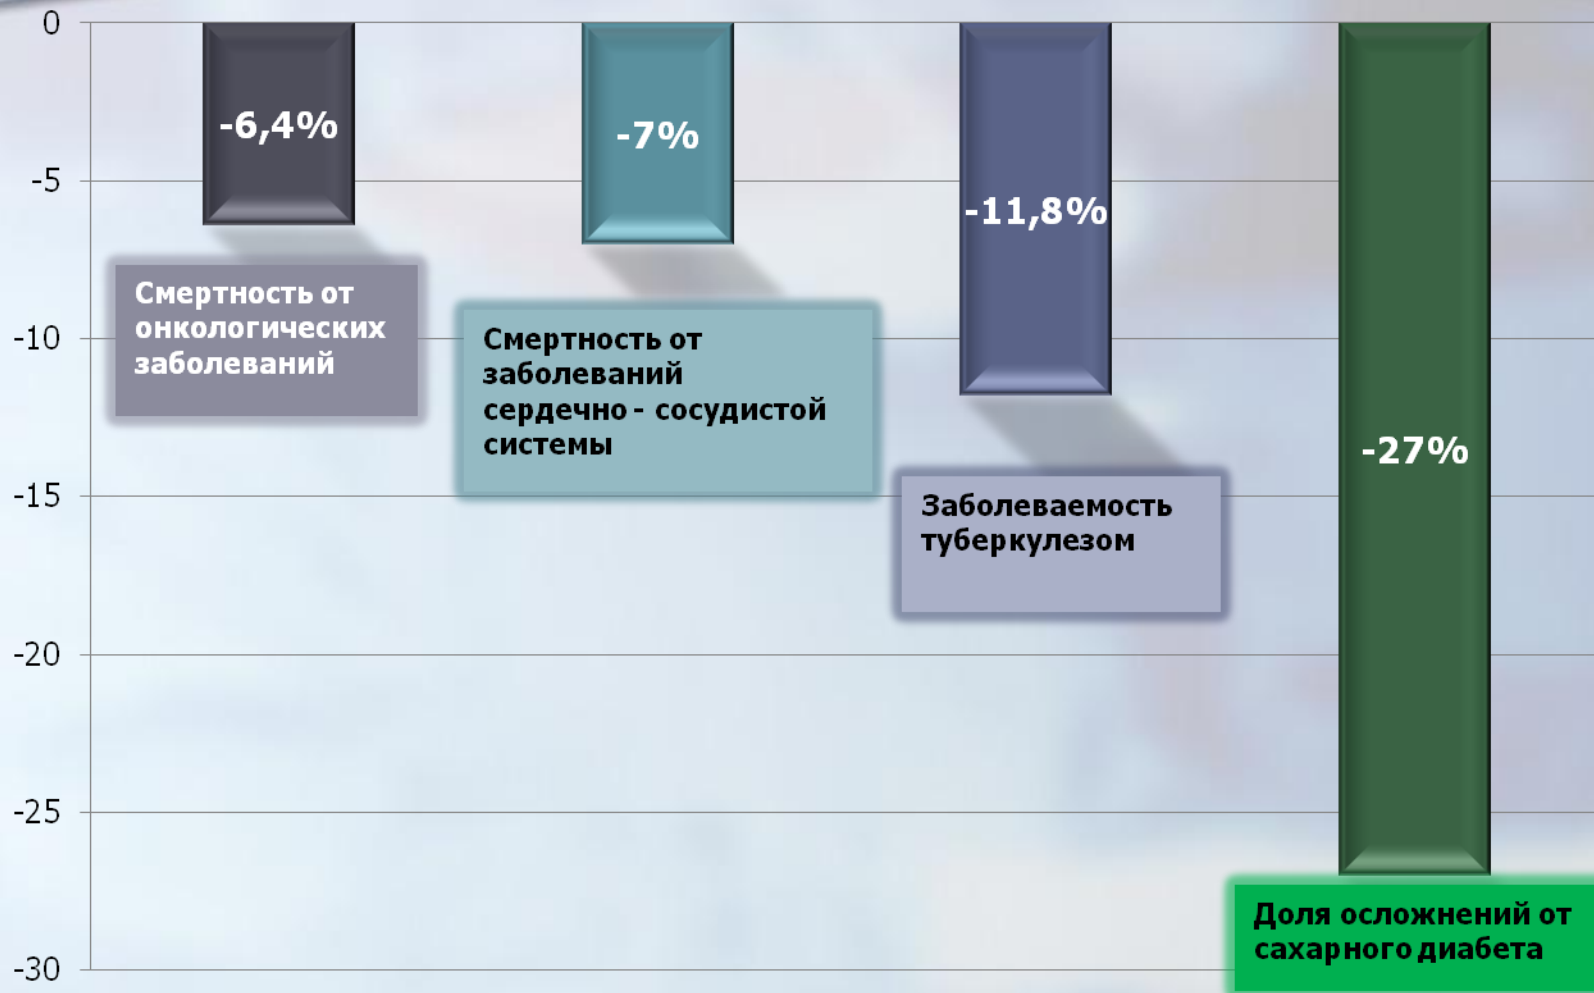 0
-5
-10
-15
-20
-25
-30
-6,4%
-7%
-11,8%
-27%
Смертность от
онкологических
заболеваний
Смертность от
заболеваний
сердечно - сосудистой
системы
Заболеваемость
туберкулезом
Доля осложнений от
сахарного диабета